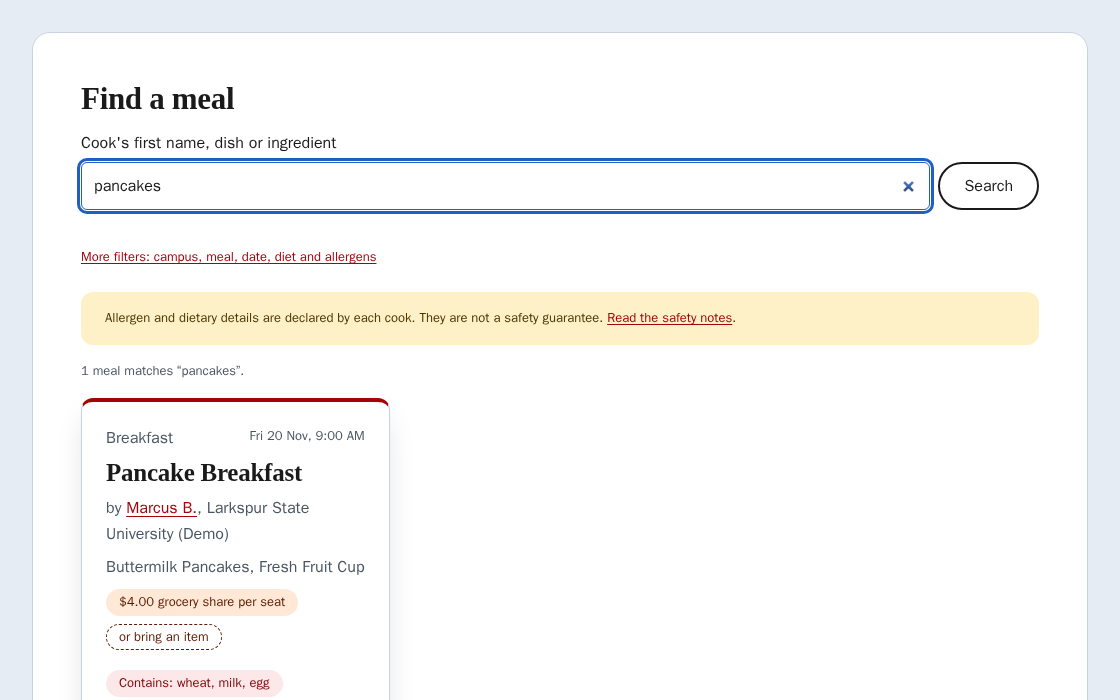 Find a meal
Cook's first name, dish or ingredient
pancakes
Search
More filters: campus, meal, date, diet and allergens
Allergen and dietary details are declared by each cook. They are not a safety guarantee. Read the safety notes.
1 meal matches “pancakes”.
Breakfast
Fri 20 Nov, 9:00 AM
Pancake Breakfast
by Marcus B., Larkspur State
University (Demo)
Buttermilk Pancakes, Fresh Fruit Cup
$4.00 grocery share per seat
or bring an item
Contains: wheat, milk, egg